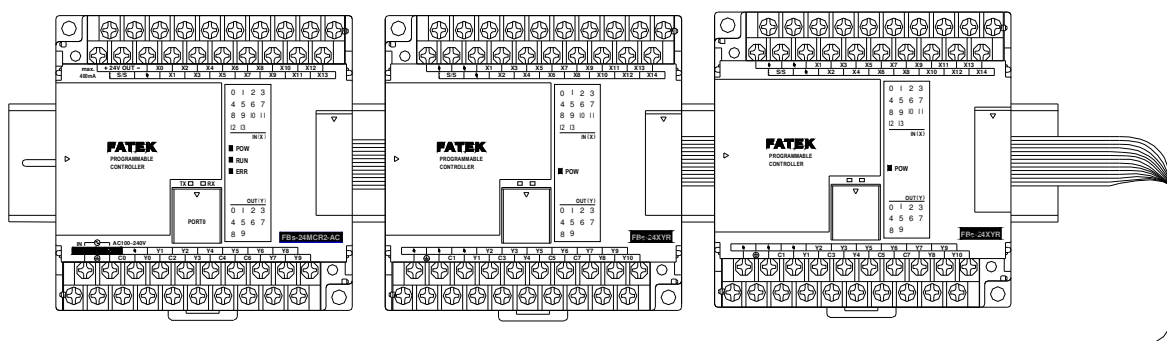 max. 400mA
+ 24V OUT − X0 X2 X4 X6 X8 X10 X12
S/S X1 X3 X5 X7 X9 X11 X13
0 1 2 3
4 5 6 7
8 9 10 11
12 13
IN(X)
FATEK
PROGRAMMABLE
CONTROLLER
POW
RUN
ERR
TX RX
PORT0
OUT(Y)
0 1 2 3
4 5 6 7
8 9
FBs-24MCR2-AC
IN AC100~240V
Y1 Y2 Y4 Y5 Y6 Y8
C0 Y0 C2 Y3 C4 C6 Y7 Y9
X1 X3 X5 X7 X9 X11 X13
S/S X2 X4 X6 X8 X10 X12 X14
0 1 2 3
4 5 6 7
8 9 10 11
12 13
IN(X)
FATEK
PROGRAMMABLE
CONTROLLER
POW
OUT(Y)
0 1 2 3
4 5 6 7
8 9
FBs-24XYR
Y2 Y3 Y5 Y6 Y7 Y9
C1 Y1 C3 Y4 C5 C7 Y8 Y10
X1 X3 X5 X7 X9 X11 X13
S/S X2 X4 X6 X8 X10 X12 X14
0 1 2 3
4 5 6 7
8 9 10 11
12 13
IN(X)
FATEK
PROGRAMMABLE
CONTROLLER
POW
OUT(Y)
0 1 2 3
4 5 6 7
8 9
FBs-24XYR
Y2 Y3 Y5 Y6 Y7 Y9
C1 Y1 C3 Y4 C5 C7 Y8 Y10